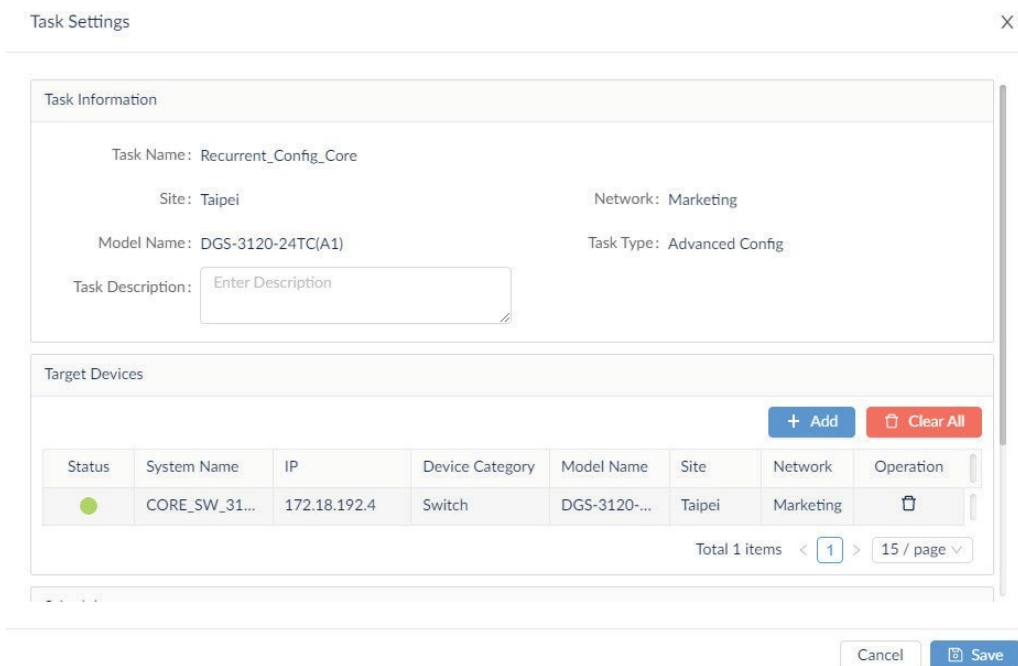 Task Settings
X
Task Information
Task Name: Recurrent_Config_Core
Site: Taipei Network: Marketing
Model Name: DGS-3120-24TC(A1) Task Type: Advanced Config
Task Description: Enter Description
Target Devices
+ Add Clear All
Status System Name IP Device Category Model Name Site Network Operation
CORE_SW_31... 172.18.192.4 Switch DGS-3120-... Taipei Marketing
Total 1 items < 1 > 15 / page
Cancel Save